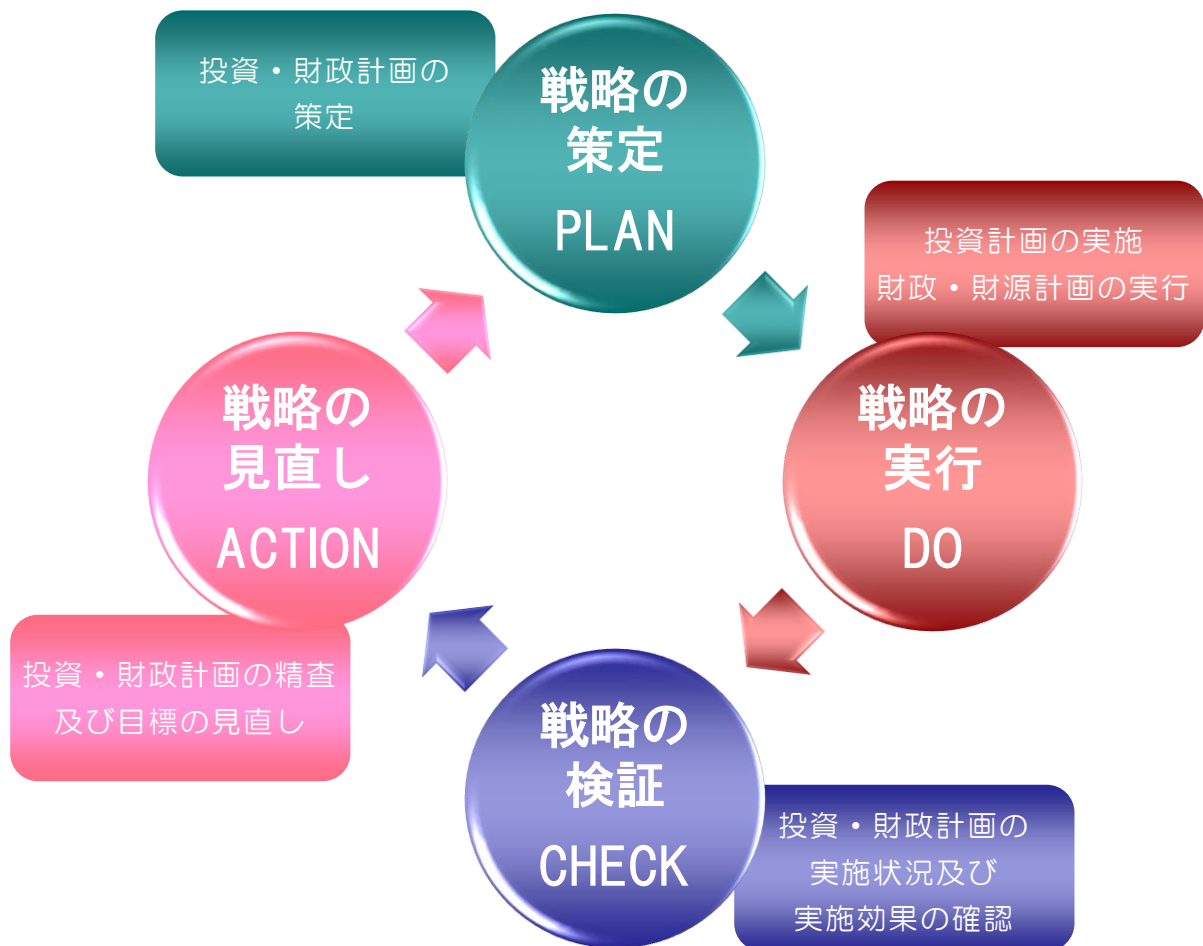 投資・財政計画の
策定
戦略の
策定
PLAN
投資計画の実施
財政・財源計画の実行
戦略の
実行
DO
戦略の
検証
CHECK
投資・財政計画の
実施状況及び
実施効果の確認
戦略の
見直し
ACTION
投資・財政計画の精査
及び目標の見直し